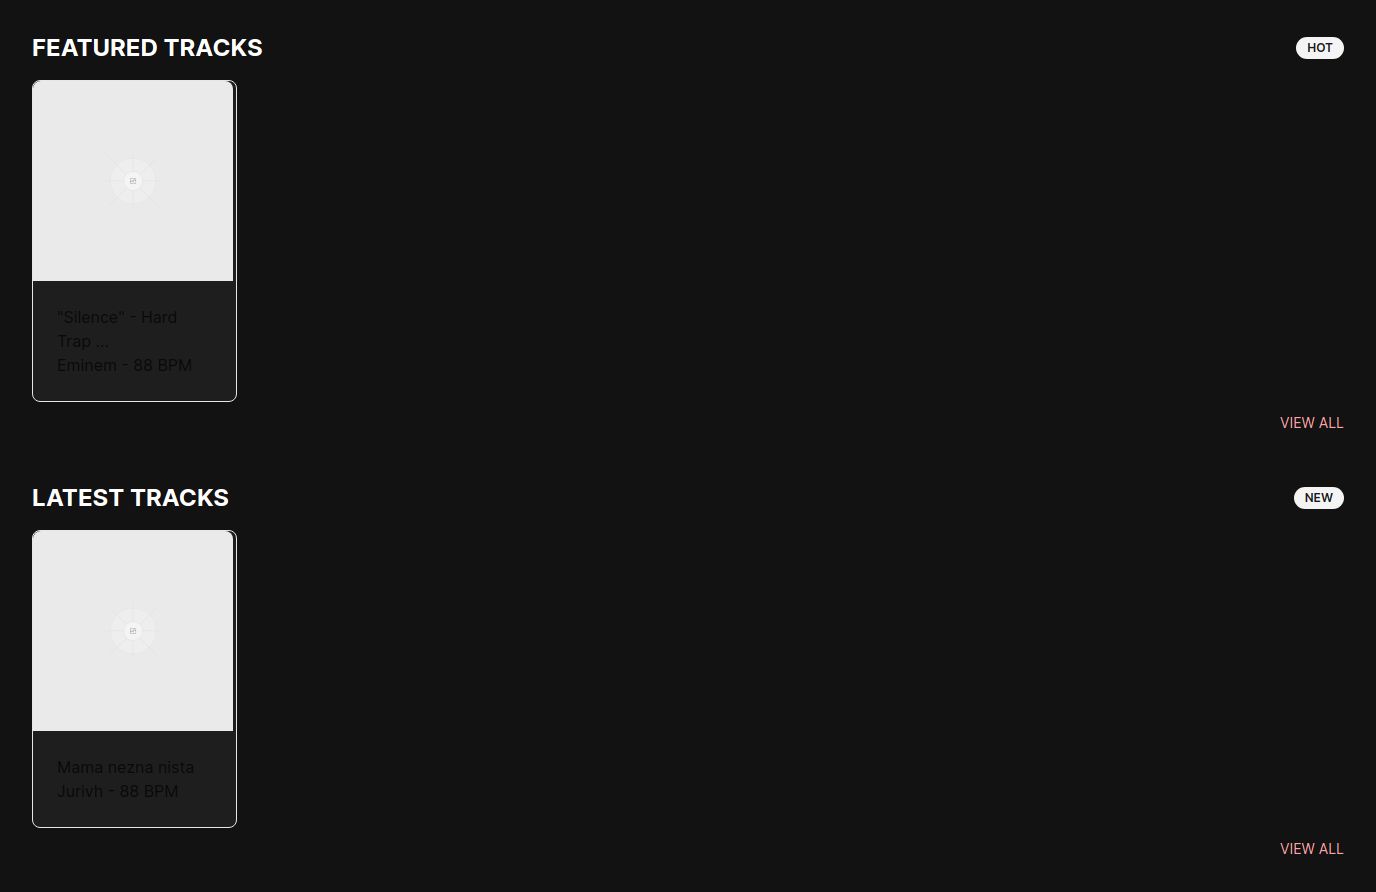 FEATURED TRACKS
HOT
"Silence" - Hard
Trap ...
Eminem - 88 BPM
VIEW ALL
LATEST TRACKS
NEW
Mama nezna nista
Jurivh - 88 BPM
VIEW ALL